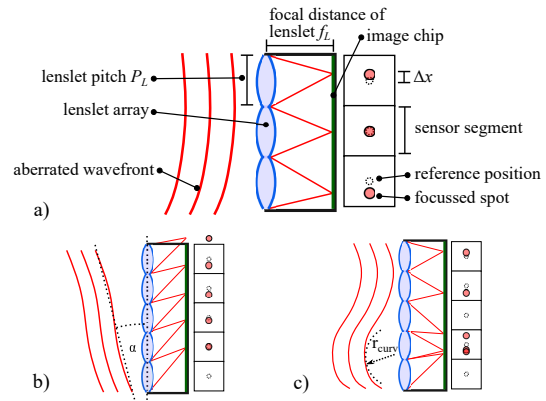 focal distance of
lenslet f_L
image chip
lenslet pitch P_L
Δx
lenslet array
sensor segment
aberrated wavefront
reference position
focussed spot
a)
α
r_curv
b)
c)